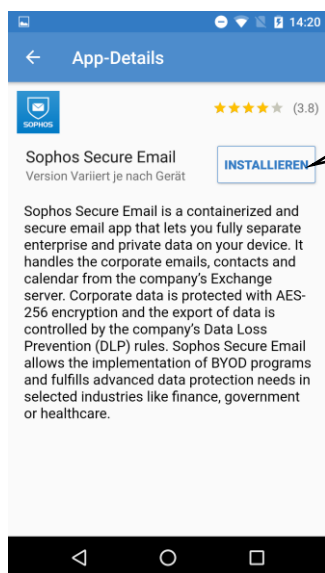 14:20
App-Details
SOPHOS
(3.8)
Sophos Secure Email
Version Variiert je nach Gerät
INSTALLIEREN
Sophos Secure Email is a containerized and
secure email app that lets you fully separate
enterprise and private data on your device. It
handles the corporate emails, contacts and
calendar from the company's Exchange
server. Corporate data is protected with AES-
256 encryption and the export of data is
controlled by the company's Data Loss
Prevention (DLP) rules. Sophos Secure Email
allows the implementation of BYOD programs
and fulfills advanced data protection needs in
selected industries like finance, government
or healthcare.